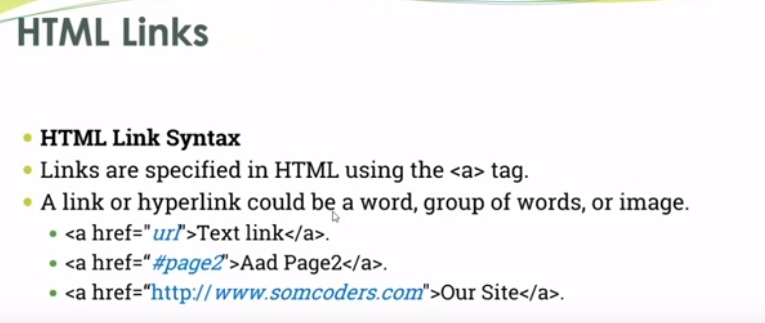 HTML Links
HTML Link Syntax
Links are specified in HTML using the <a> tag.
A link or hyperlink could be a word, group of words, or image.
<a href="url">Text link</a>.
<a href=“#page2">Aad Page2</a>.
<a href=“http://www.somcoders.com">Our Site</a>.